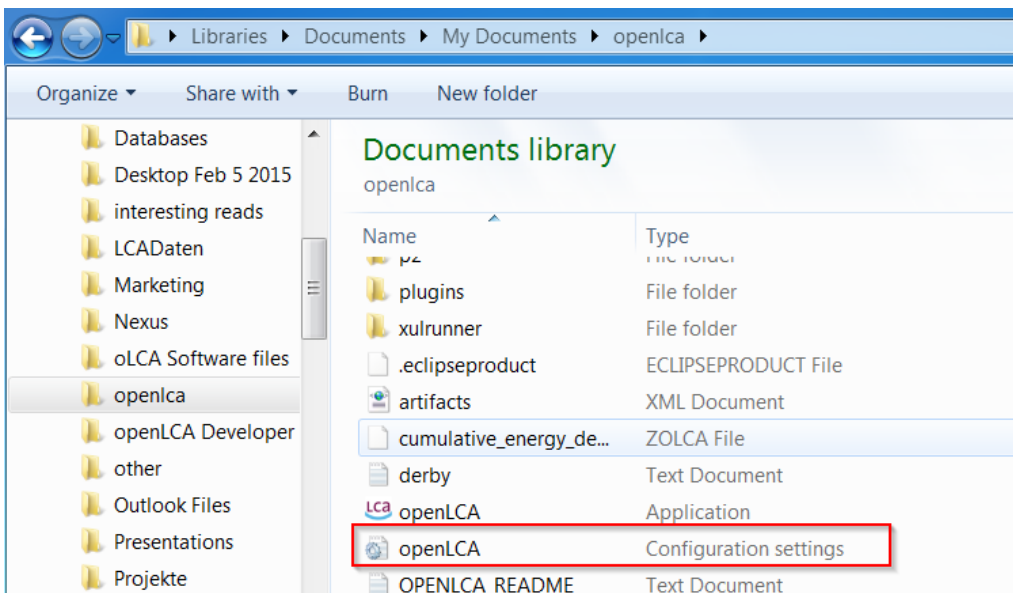 Libraries ▸ Documents ▸ My Documents ▸ openlca ▸
Organize Share with Burn New folder
Databases
Desktop Feb 5 2015
interesting reads
LCADaten
Marketing
Nexus
oLCA Software files
openlca
openLCA Developer
other
Outlook Files
Presentations
Projekte
Documents library
openlca
Name Type
p2 File folder
plugins File folder
xulrunner File folder
.eclipseproduct ECLIPSEPRODUCT File
artifacts XML Document
cumulative_energy_de... ZOLCA File
derby Text Document
LCa openLCA Application
openLCA Configuration settings
OPENLCA_README Text Document